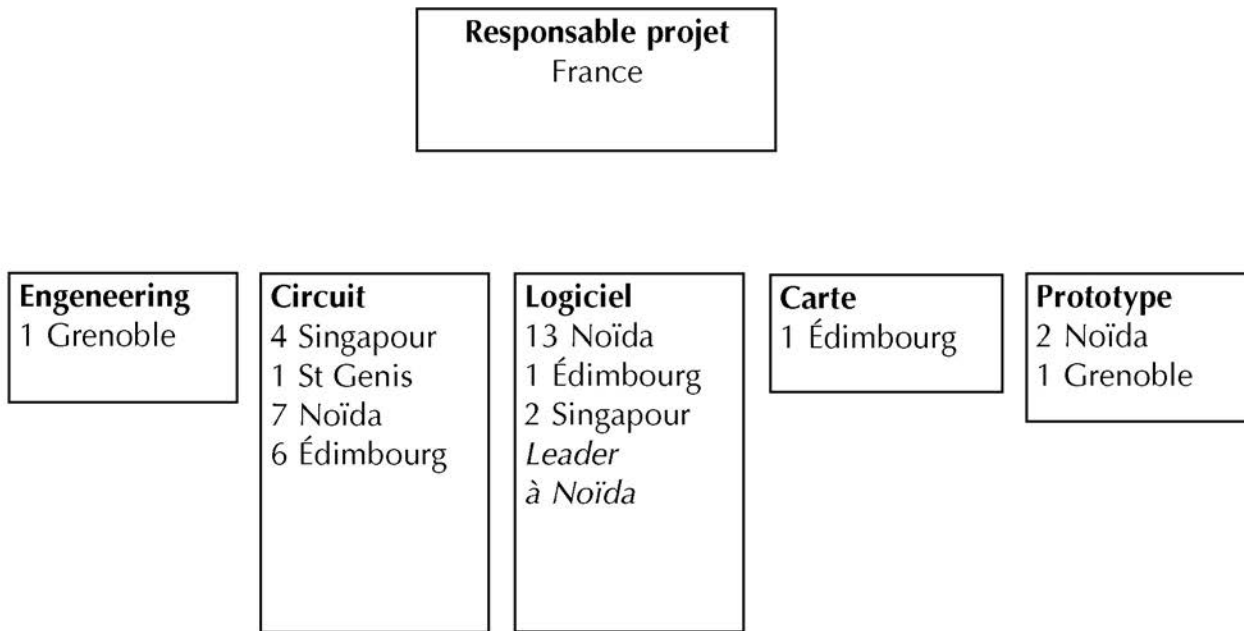 Responsable projet
France
Engeneering
1 Grenoble
Circuit
4 Singapour
1 St Genis
7 Noïda
6 Édimbourg
Logiciel
13 Noïda
1 Édimbourg
2 Singapour
Leader
à Noïda
Carte
1 Édimbourg
Prototype
2 Noïda
1 Grenoble